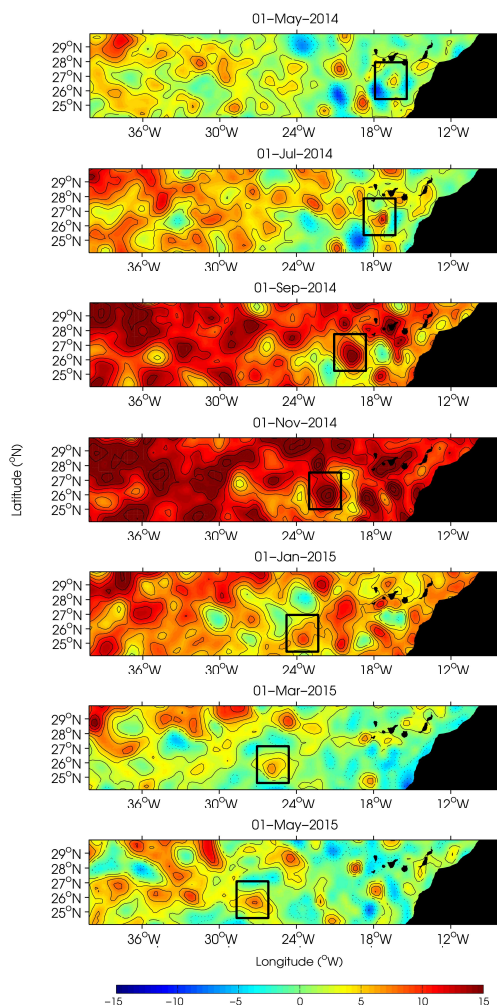 01–May–2014
29°N
28°N
27°N
26°N
25°N
36°W 30°W 24°W 18°W 12°W
01–Jul–2014
29°N
28°N
27°N
26°N
25°N
36°W 30°W 24°W 18°W 12°W
01–Sep–2014
29°N
28°N
27°N
26°N
25°N
36°W 30°W 24°W 18°W 12°W
01–Nov–2014
Latitude (°N)
29°N
28°N
27°N
26°N
25°N
36°W 30°W 24°W 18°W 12°W
01–Jan–2015
29°N
28°N
27°N
26°N
25°N
36°W 30°W 24°W 18°W 12°W
01–Mar–2015
29°N
28°N
27°N
26°N
25°N
36°W 30°W 24°W 18°W 12°W
01–May–2015
29°N
28°N
27°N
26°N
25°N
36°W 30°W 24°W 18°W 12°W
Longitude (°W)
−15 −10 −5 0 5 10 15